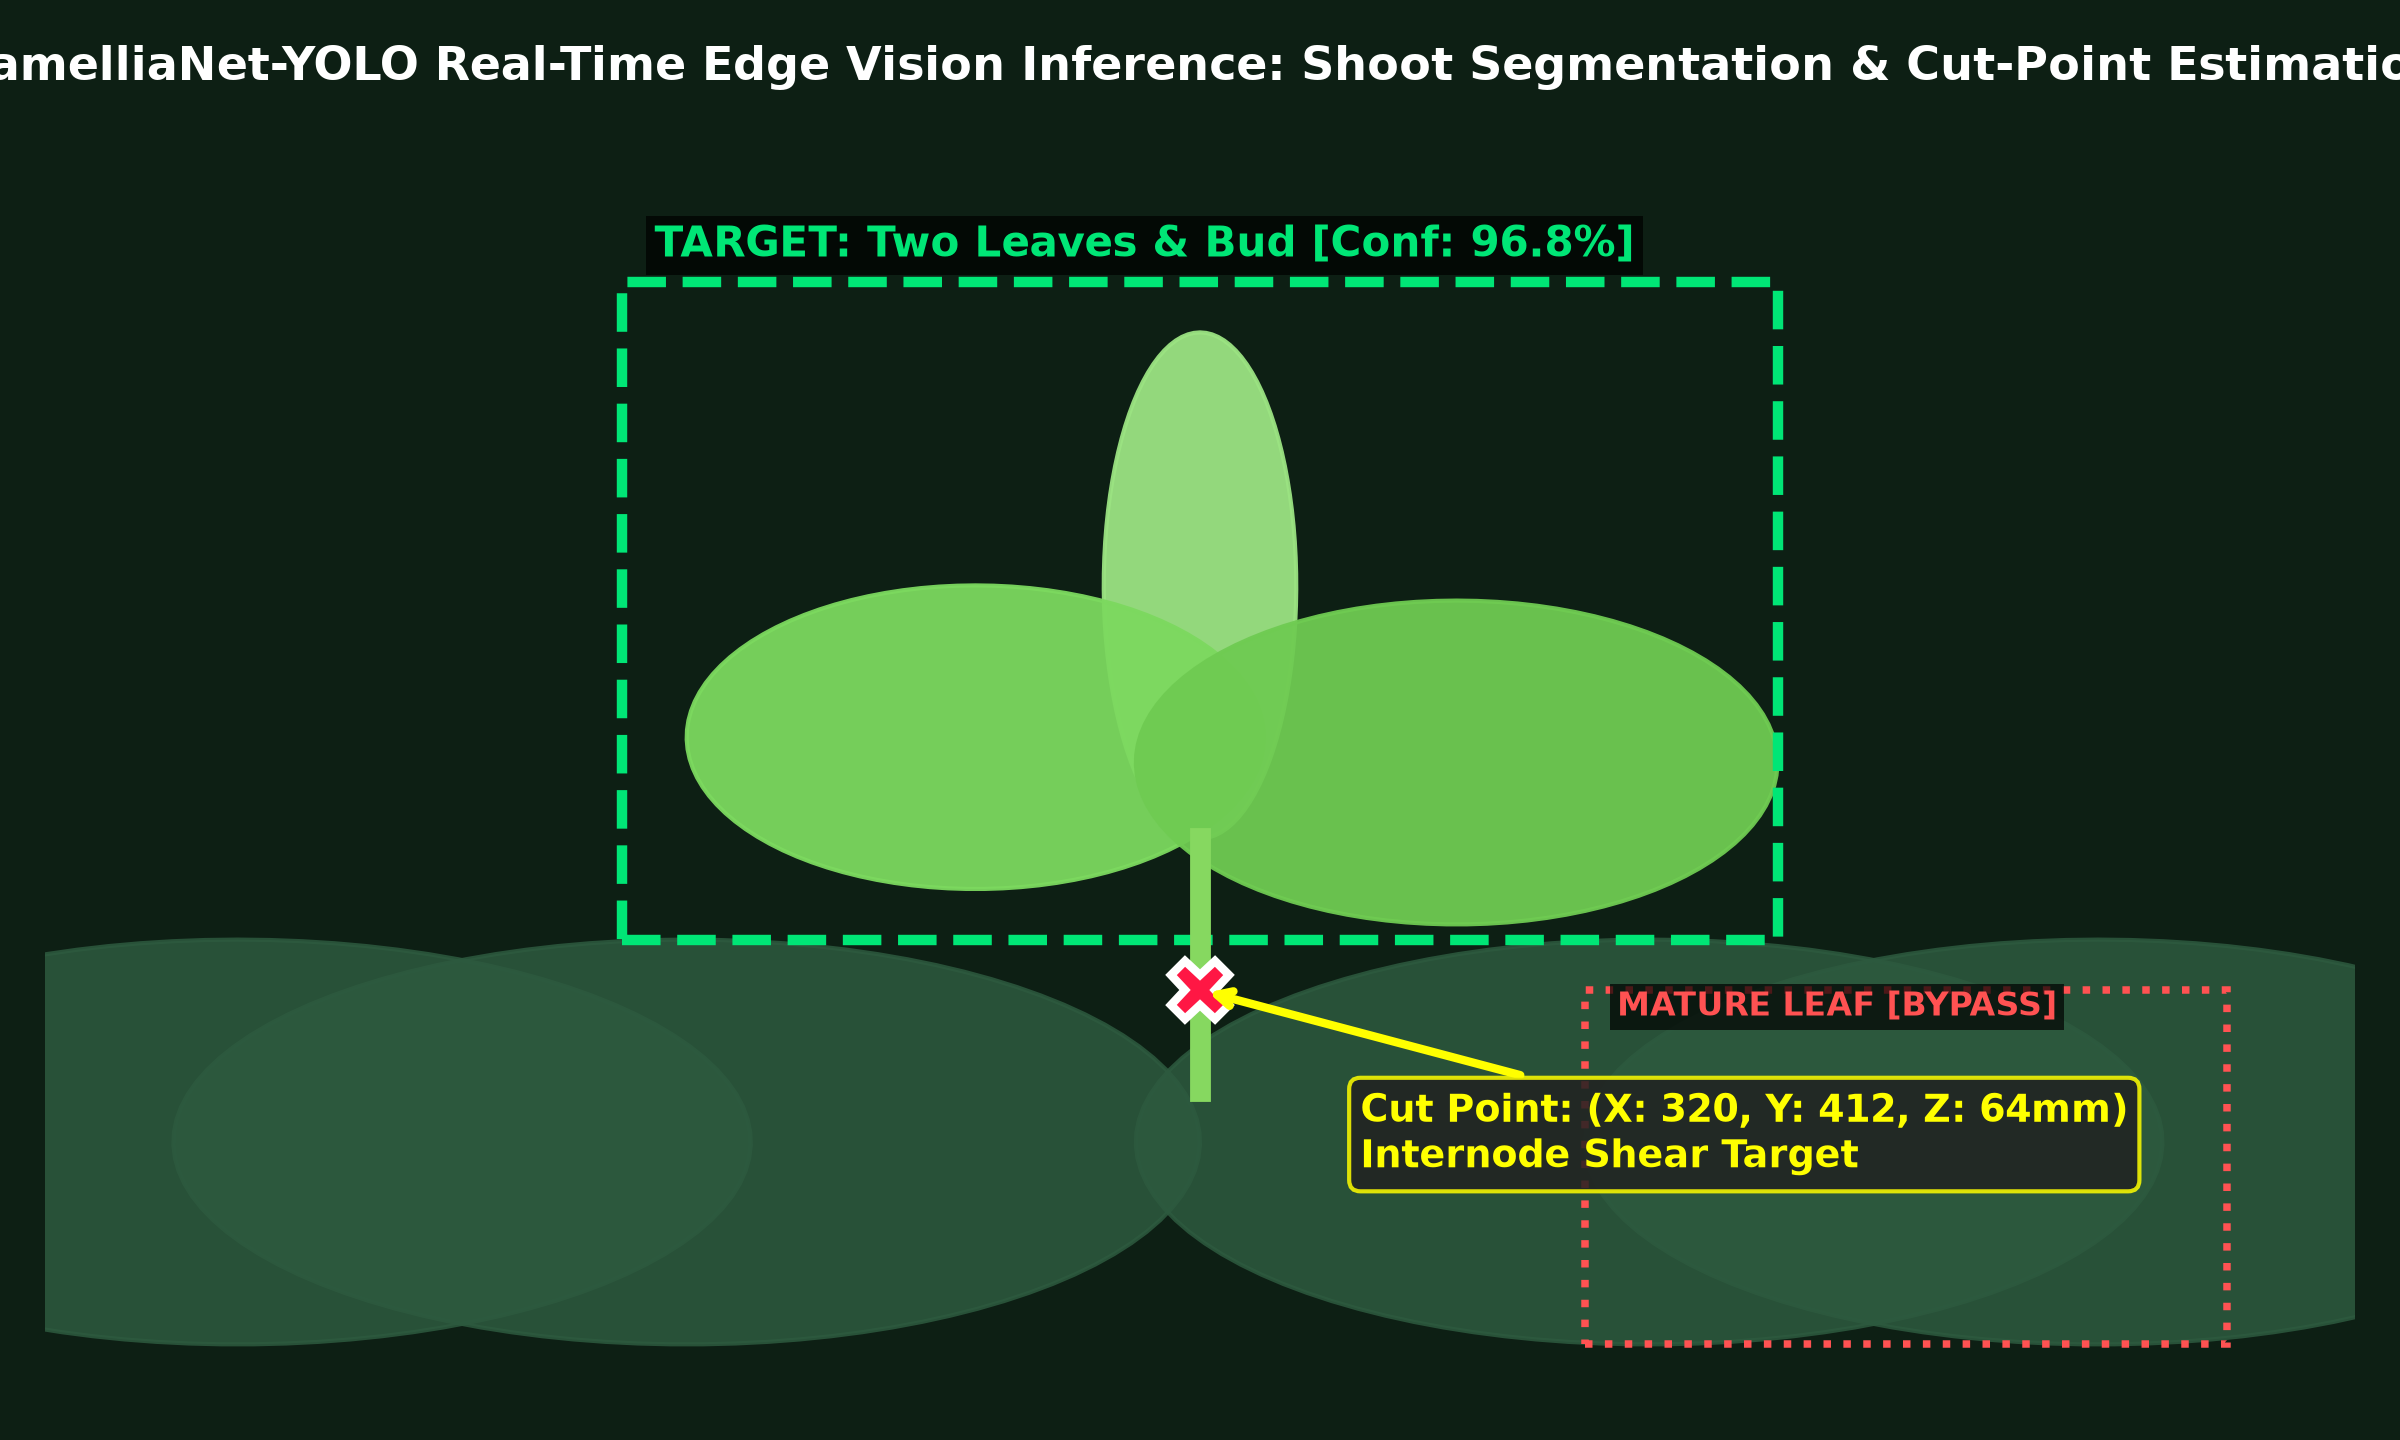 amelliaNet-YOLO Real-Time Edge Vision Inference: Shoot Segmentation & Cut-Point Estimatio
TARGET: Two Leaves & Bud [Conf: 96.8%]
MATURE LEAF [BYPASS]
Cut Point: (X: 320, Y: 412, Z: 64mm)
Internode Shear Target